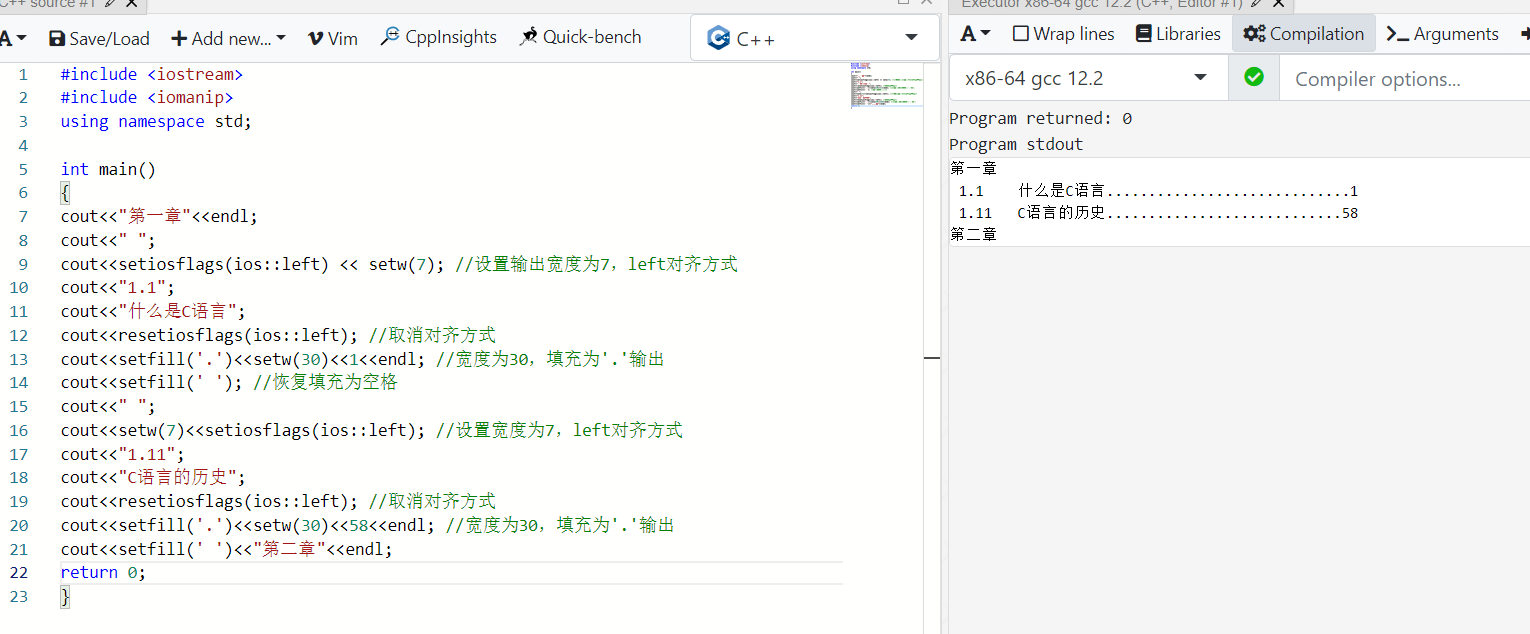 C++ source #1
Executor x86-64 gcc 12.2 (C++, Editor #1)
A Save/Load Add new... Vim CppInsights Quick-bench C++
A Wrap lines Libraries Compilation Arguments
x86-64 gcc 12.2 Compiler options...
1 #include <iostream>
2 #include <iomanip>
3 using namespace std;
4
5 int main()
6 {
7 cout<<"第一章"<<endl;
8 cout<<" ";
9 cout<<setiosflags(ios::left) << setw(7); //设置输出宽度为7，left对齐方式
10 cout<<"1.1";
11 cout<<"什么是C语言";
12 cout<<resetiosflags(ios::left); //取消对齐方式
13 cout<<setfill('.')<<setw(30)<<1<<endl; //宽度为30，填充为'.'输出
14 cout<<setfill(' '); //恢复填充为空格
15 cout<<" ";
16 cout<<setw(7)<<setiosflags(ios::left); //设置宽度为7，left对齐方式
17 cout<<"1.11";
18 cout<<"C语言的历史";
19 cout<<resetiosflags(ios::left); //取消对齐方式
20 cout<<setfill('.')<<setw(30)<<58<<endl; //宽度为30，填充为'.'输出
21 cout<<setfill(' ')<<"第二章"<<endl;
22 return 0;
23 }
Program returned: 0
Program stdout
第一章
1.1 什么是C语言.............................1
1.11 C语言的历史............................58
第二章